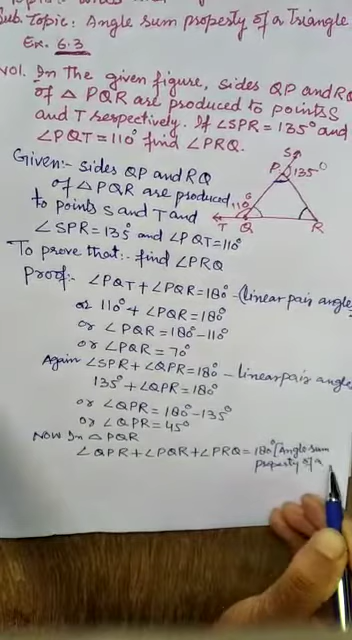 Sub. Topic: Angle sum property of a Triangle
Ex. 6.3
No1. In the given figure, sides QP and RQ
of △ PQR are produced to points S
and T respectively. If ∠SPR = 135° and
∠PQT = 110° find ∠PRQ.
Given:- Sides QP and RQ
of △PQR are produced
to points S and T and
∠SPR = 135° and ∠PQT = 110°
S
P
135°
110°
T Q R
To prove that:- find ∠PRQ
Proof:- ∠PQT + ∠PQR = 180° - (linear pair angle
or 110° + ∠PQR = 180°
or ∠PQR = 180° - 110°
or ∠PQR = 70°
Again ∠SPR + ∠QPR = 180° - linear pair angle
135° + ∠QPR = 180°
or ∠QPR = 180° - 135°
or ∠QPR = 45°
Now In △PQR
∠QPR + ∠PQR + ∠PRQ = 180° [Angle sum
property of a